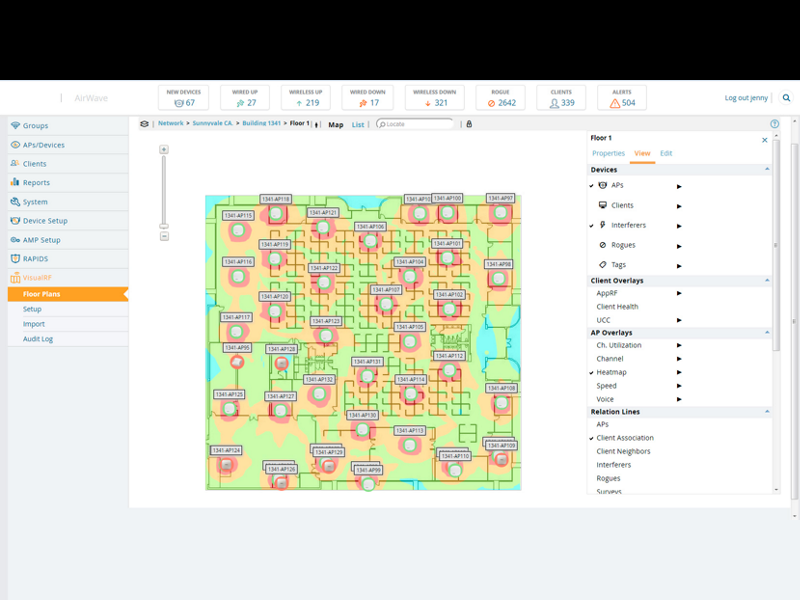 NEW DEVICES
67
WIRED UP
27
WIRELESS UP
219
WIRED DOWN
17
WIRELESS DOWN
321
ROGUE
2642
CLIENTS
339
ALERTS
504
AirWave
Log out jenny
Groups
APs/Devices
Clients
Reports
System
Device Setup
AMP Setup
RAPIDS
VisualRF
Floor Plans
Setup
Import
Audit Log
Network > Sunnyvale CA. > Building 1341 > Floor 1
Map
List
Locate
1341-AP118
1341-AP100
1341-AP97
1341-AP115
1341-AP121
1341-AP106
1341-AP119
1341-AP101
1341-AP116
1341-AP122
1341-AP104
1341-AP98
1341-AP120
1341-AP107
1341-AP102
1341-AP117
1341-AP123
1341-AP105
1341-AP95
1341-AP128
1341-AP131
1341-AP112
1341-AP132
1341-AP114
1341-AP108
1341-AP125
1341-AP127
1341-AP130
1341-AP113
1341-AP124
1341-AP129
1341-AP109
1341-AP126
1341-AP99
1341-AP110
Floor 1
Properties
View
Edit
Devices
APs
Clients
Interferers
Rogues
Tags
Client Overlays
AppRF
Client Health
UCC
AP Overlays
Ch. Utilization
Channel
Heatmap
Speed
Voice
Relation Lines
APs
Client Association
Client Neighbors
Interferers
Rogues
Surveys